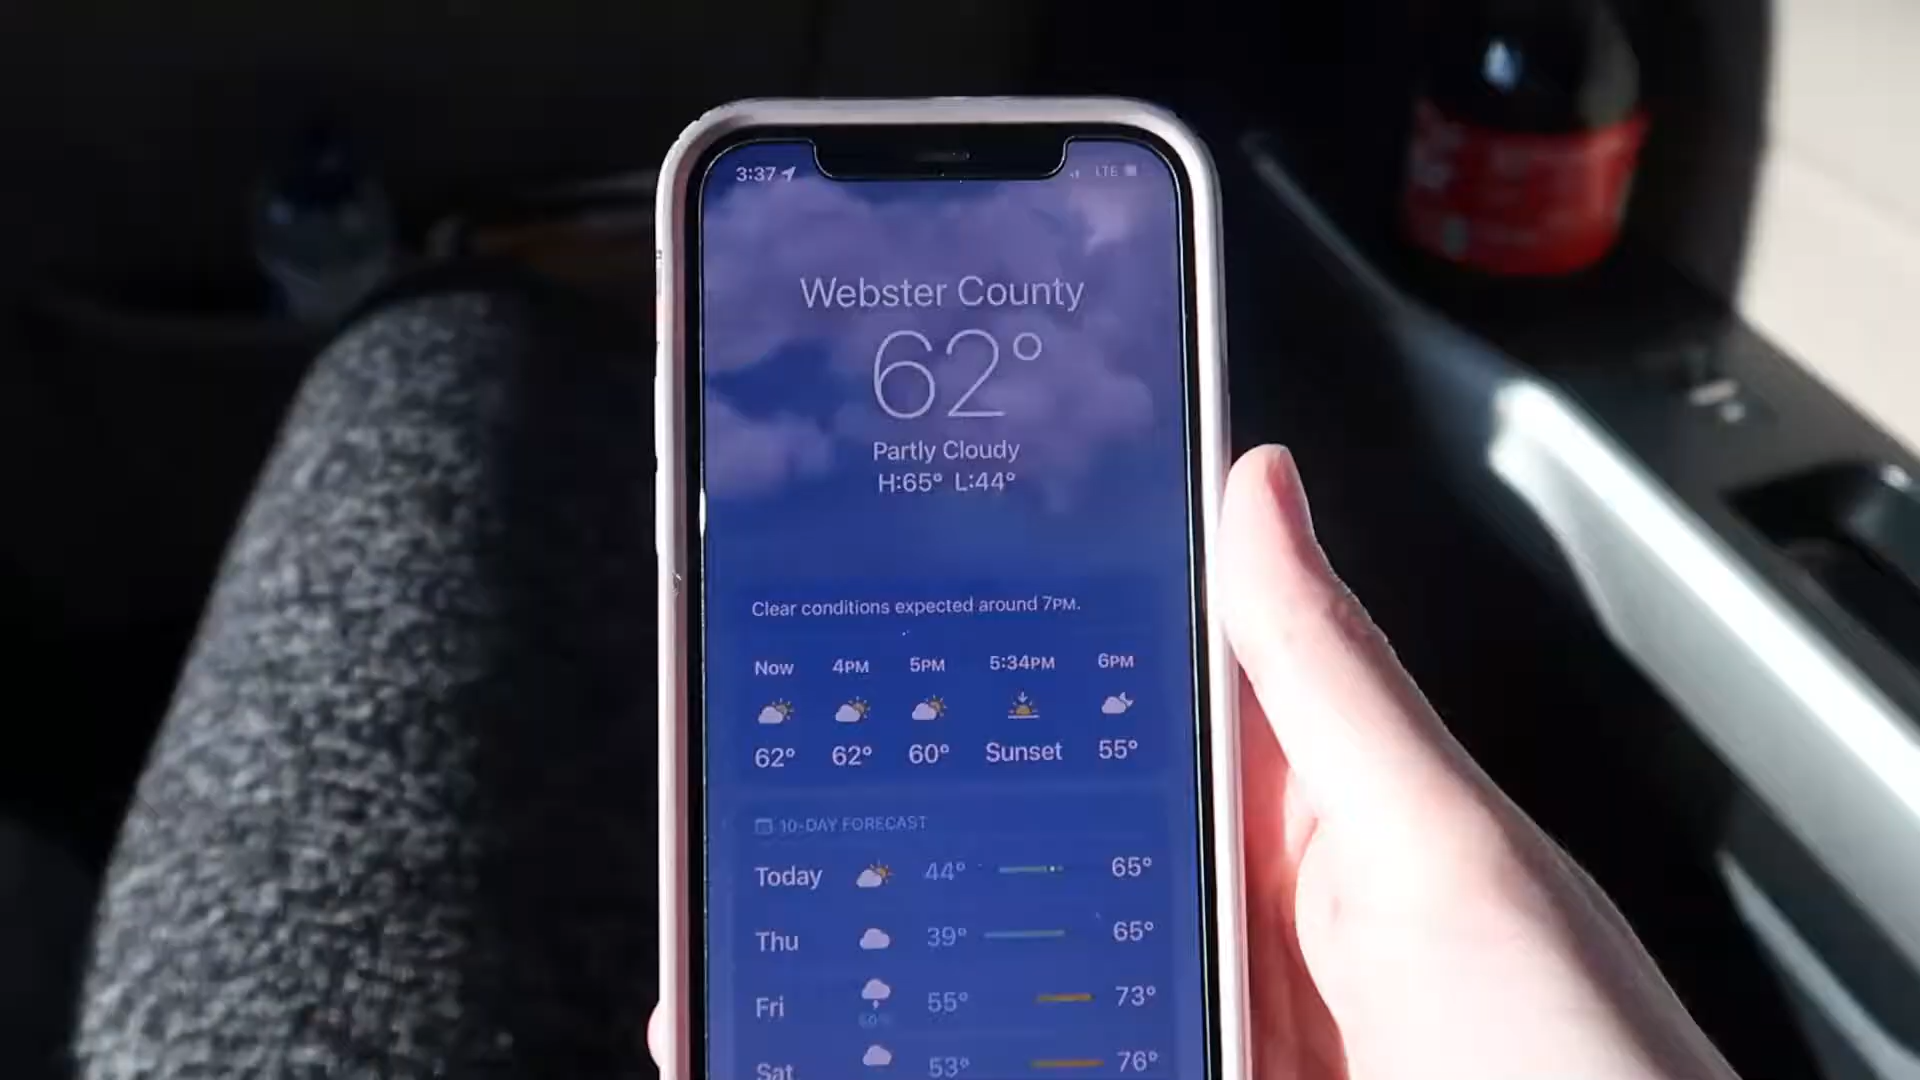 3:37
LTE
Webster County
62°
Partly Cloudy
H:65° L:44°
Clear conditions expected around 7PM.
Now 4PM 5PM 5:34PM 6PM
62° 62° 60° Sunset 55°
10-DAY FORECAST
Today 44° 65°
Thu 39° 65°
Fri 55° 73°
Sat 53° 76°